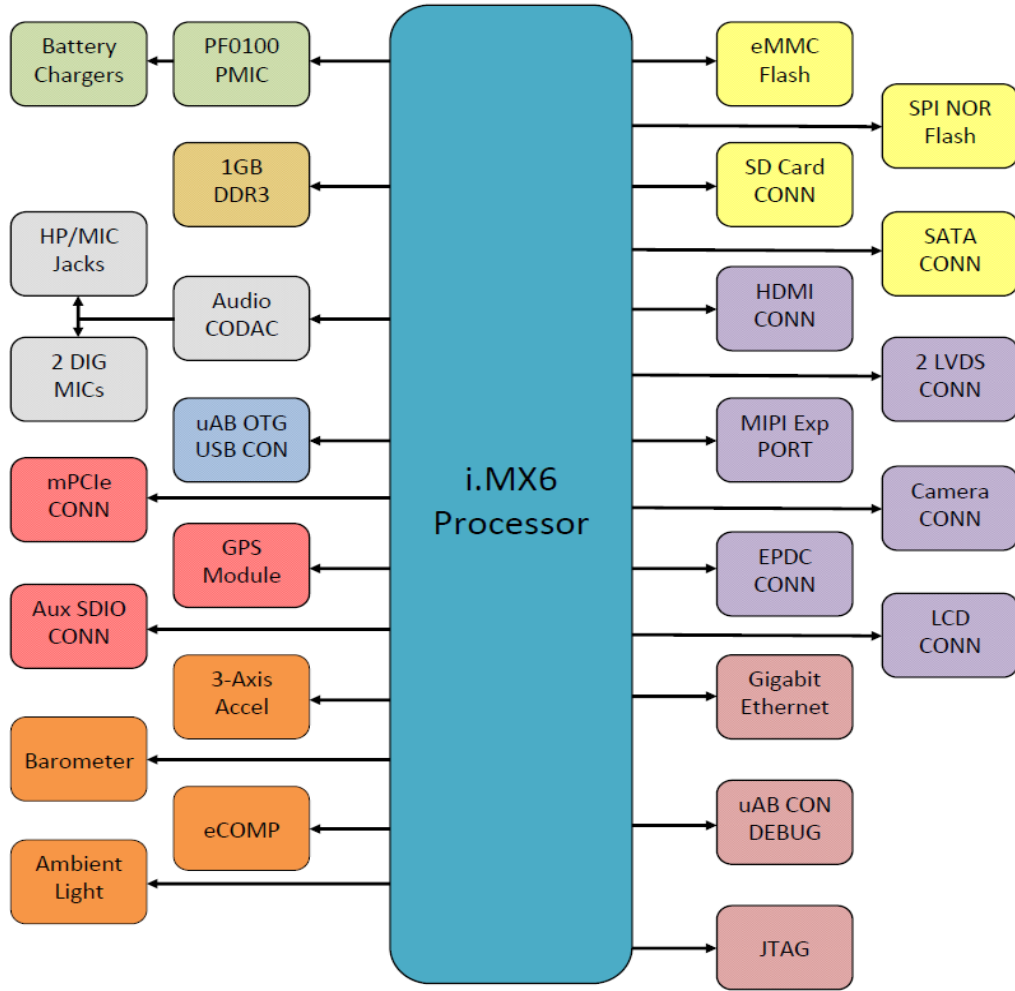 Battery
Chargers
PF0100
PMIC
eMMC
Flash
SPI NOR
Flash
1GB
DDR3
SD Card
CONN
HP/MIC
Jacks
SATA
CONN
Audio
CODAC
HDMI
CONN
2 DIG
MICs
2 LVDS
CONN
uAB OTG
USB CON
MIPI Exp
PORT
mPCIe
CONN
i.MX6
Processor
Camera
CONN
GPS
Module
EPDC
CONN
Aux SDIO
CONN
LCD
CONN
3-Axis
Accel
Gigabit
Ethernet
Barometer
eCOMP
uAB CON
DEBUG
Ambient
Light
JTAG